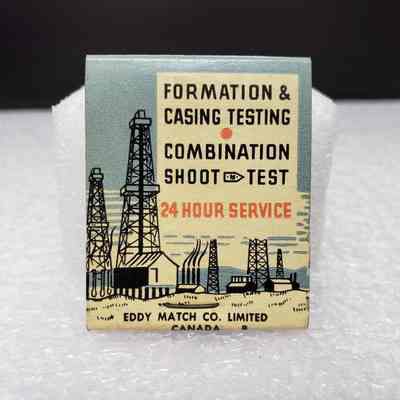 FORMATION &
CASING TESTING
COMBINATION
SHOOT M TEST
24 HOUR SERVICE
EDDY MATCH CO. LIMITED
CANADA